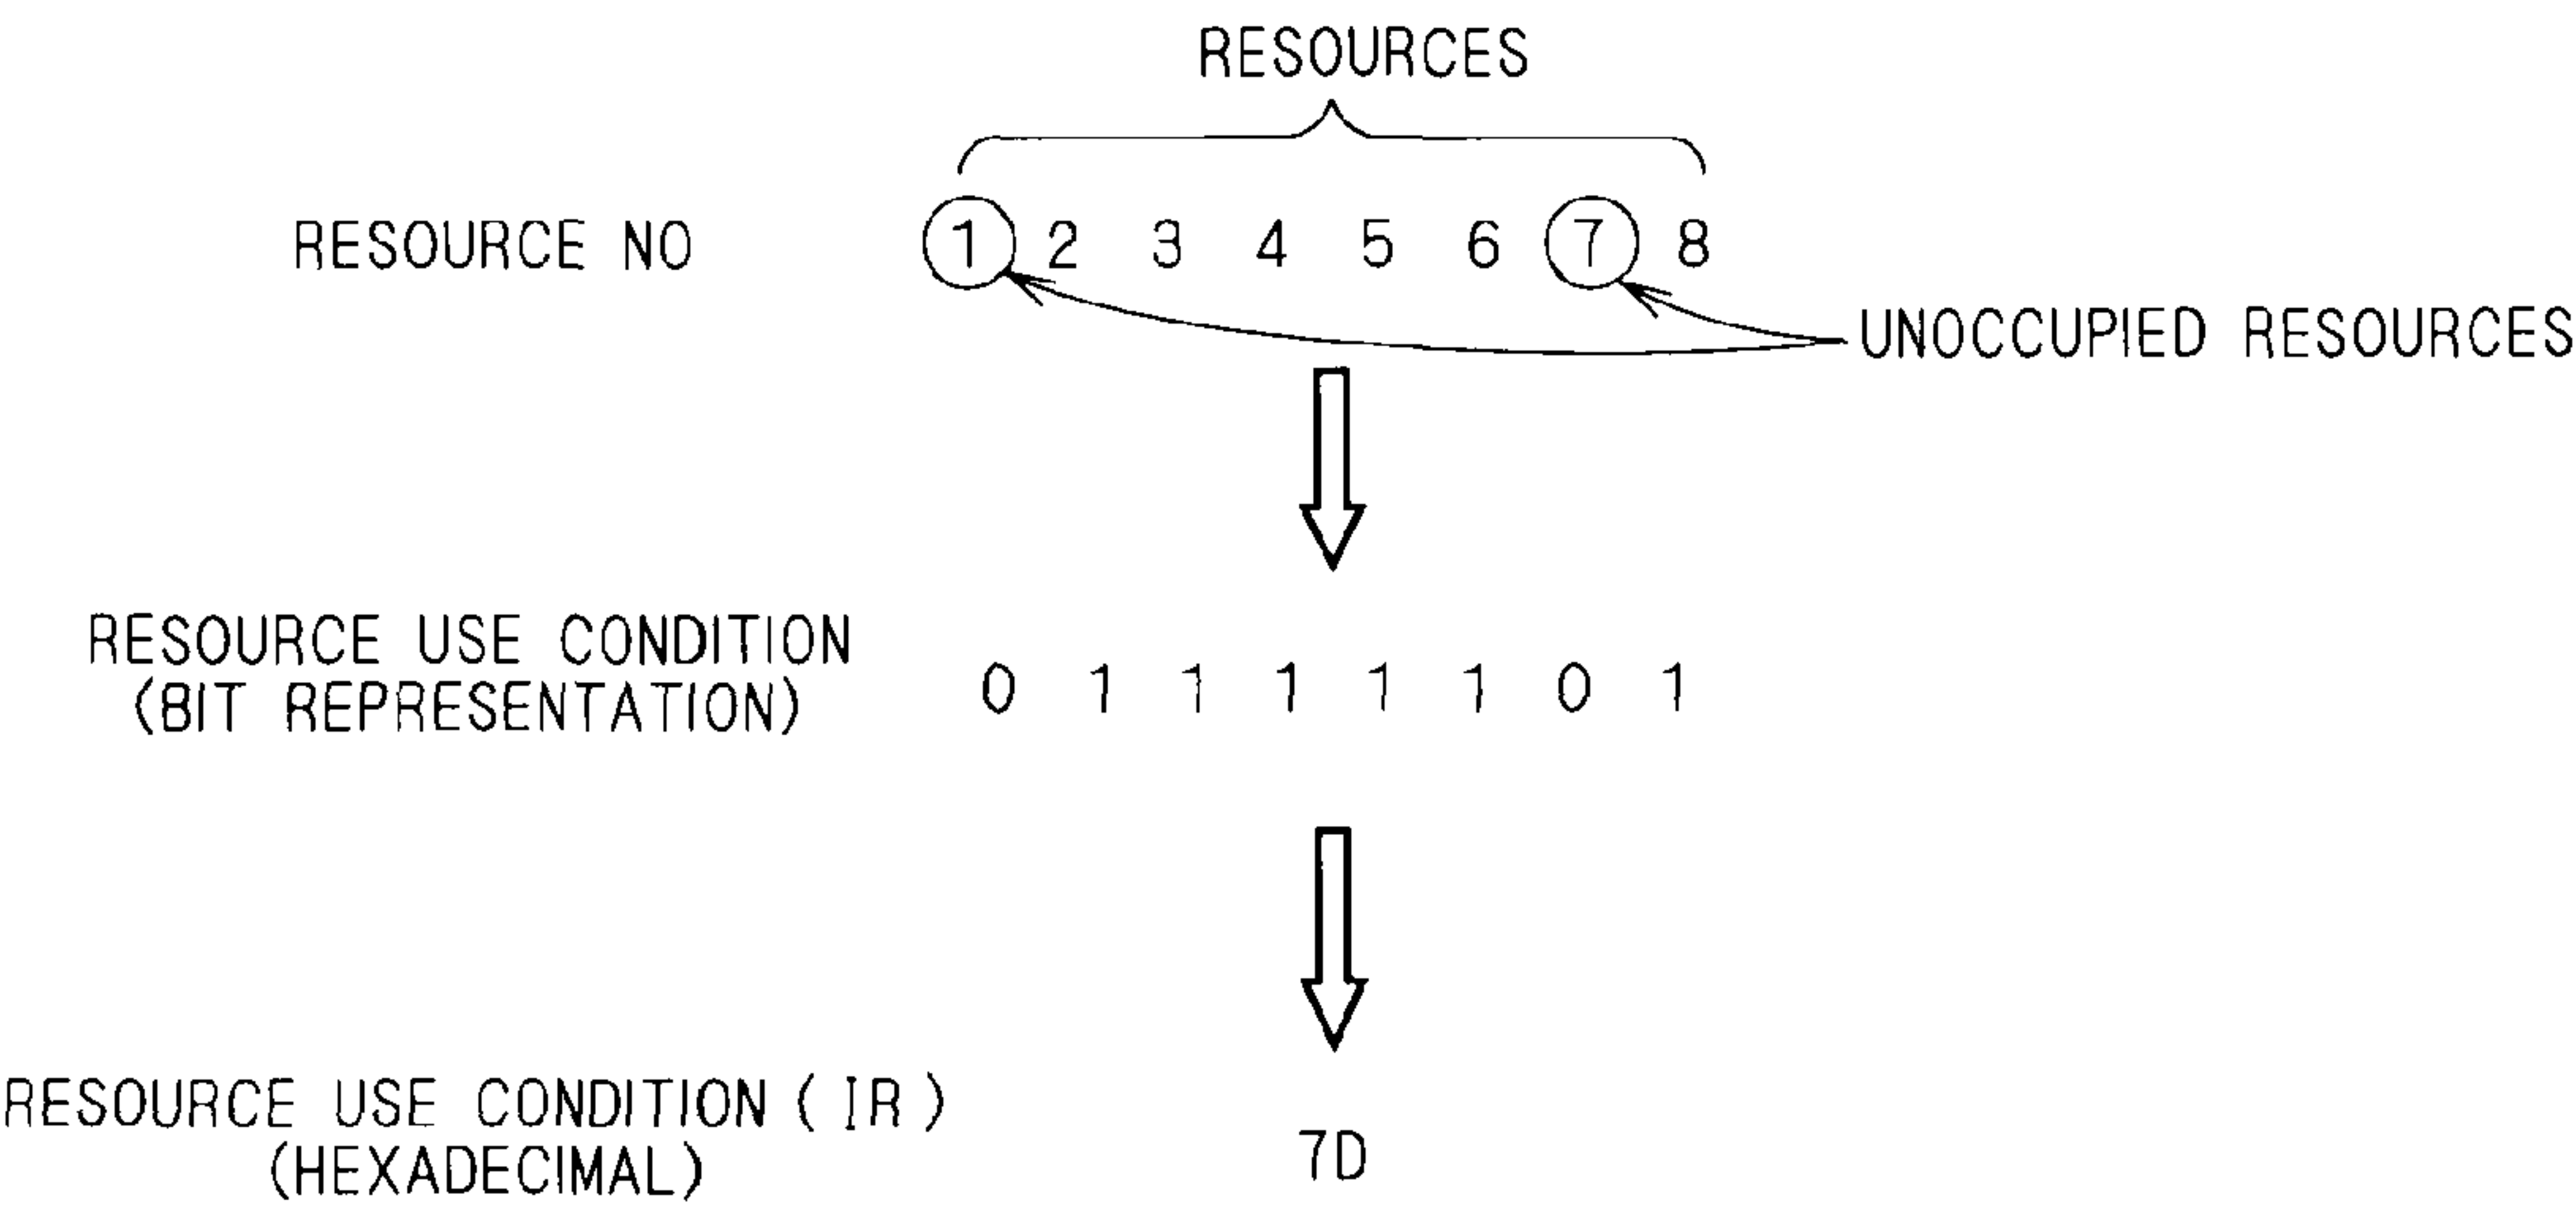 RESOURCES
RESOURCE NO 1 2 3 4 5 6 7 8
UNOCCUPIED RESOURCES
RESOURCE USE CONDITION
(BIT REPRESENTATION) 0 1 1 1 1 1 0 1
RESOURCE USE CONDITION (IR)
(HEXADECIMAL) 7D